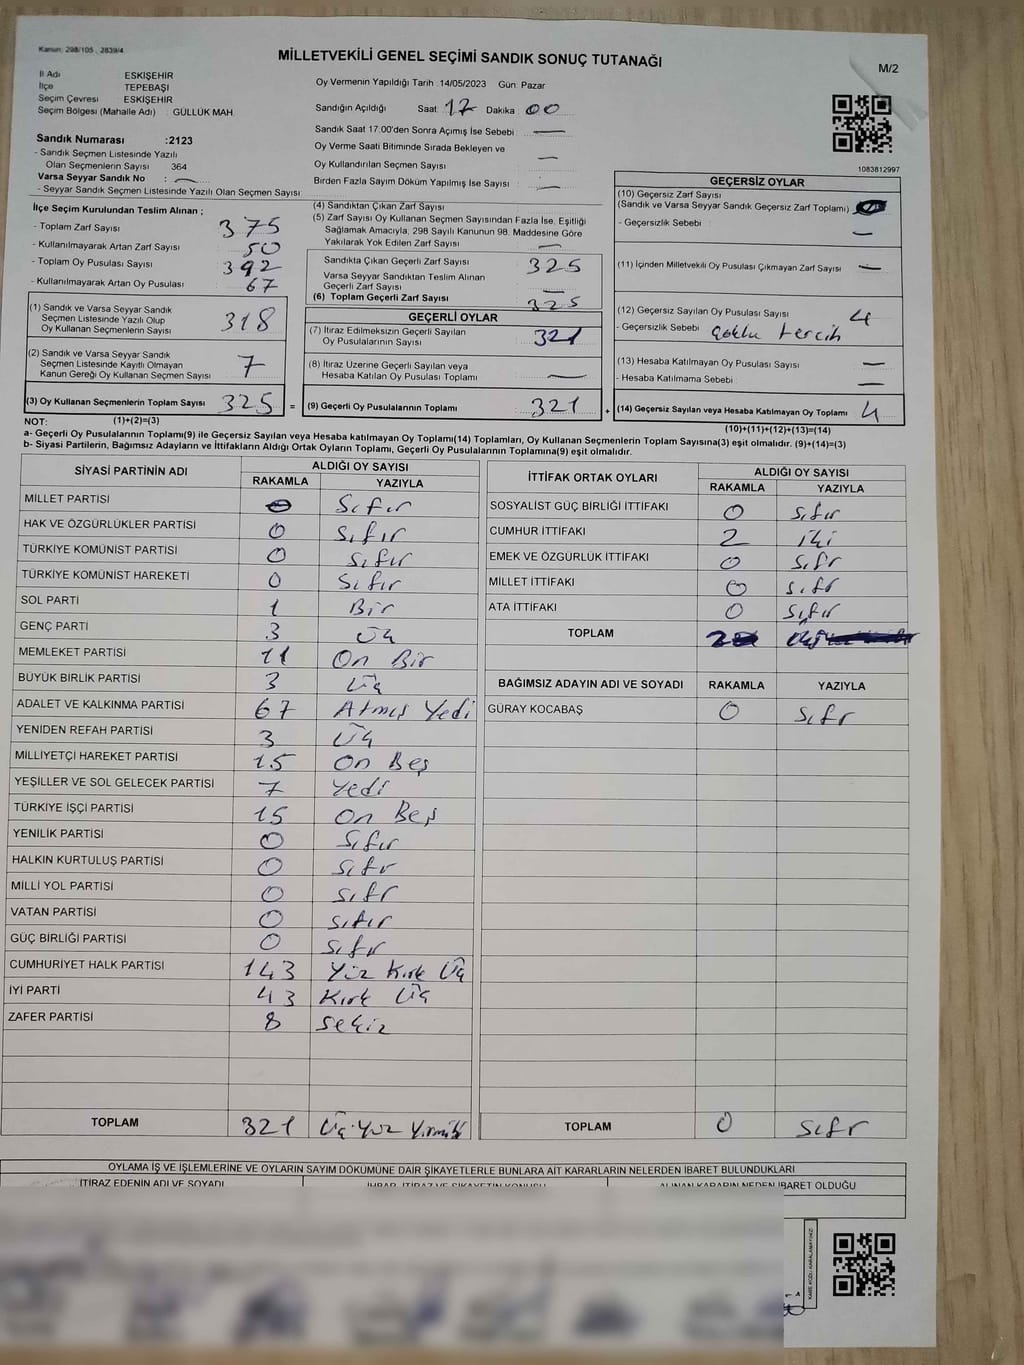 Kanun: 298/105 , 2839/4
MİLLETVEKİLİ GENEL SEÇİMİ SANDIK SONUÇ TUTANAĞI
M/2
İl Adı ESKİŞEHİR
İlçe TEPEBAŞI
Seçim Çevresi ESKİŞEHİR
Seçim Bölgesi (Mahalle Adı) : GÜLLÜK MAH.
Oy Vermenin Yapıldığı Tarih :14/05/2023 Gün: Pazar
Sandığın Açıldığı Saat: 17 Dakika : 00
Sandık Saat 17:00'den Sonra Açılmış İse Sebebi : —
Oy Verme Saati Bitiminde Sırada Bekleyen ve
Oy Kullandırılan Seçmen Sayısı : —
Birden Fazla Sayım Döküm Yapılmış İse Sayısı : —
1083812997
Sandık Numarası :2123
- Sandık Seçmen Listesinde Yazılı
Olan Seçmenlerin Sayısı 364
Varsa Seyyar Sandık No : —
- Seyyar Sandık Seçmen Listesinde Yazılı Olan Seçmen Sayısı:
İlçe Seçim Kurulundan Teslim Alınan ;
- Toplam Zarf Sayısı : 375
- Kullanılmayarak Artan Zarf Sayısı : 50
- Toplam Oy Pusulası Sayısı : 392
- Kullanılmayarak Artan Oy Pusulası : 67
(1) Sandık ve Varsa Seyyar Sandık
Seçmen Listesinde Yazılı Olup
Oy Kullanan Seçmenlerin Sayısı : 318
(2) Sandık ve Varsa Seyyar Sandık
Seçmen Listesinde Kayıtlı Olmayan
Kanun Gereği Oy Kullanan Seçmen Sayısı : 7
(3) Oy Kullanan Seçmenlerin Toplam Sayısı : 325 =
(1)+(2)=(3)
(4) Sandıktan Çıkan Zarf Sayısı
(5) Zarf Sayısı Oy Kullanan Seçmen Sayısından Fazla İse, Eşitliği
Sağlamak Amacıyla, 298 Sayılı Kanunun 98. Maddesine Göre
Yakılarak Yok Edilen Zarf Sayısı : —
Sandıkta Çıkan Geçerli Zarf Sayısı : 325
Varsa Seyyar Sandıktan Teslim Alınan
Geçerli Zarf Sayısı : —
(6) Toplam Geçerli Zarf Sayısı : 325
GEÇERLİ OYLAR
(7) İtiraz Edilmeksizin Geçerli Sayılan
Oy Pusulalarının Sayısı : 321
(8) İtiraz Üzerine Geçerli Sayılan veya
Hesaba Katılan Oy Pusulası Toplamı : —
(9) Geçerli Oy Pusulalarının Toplamı : 321 +
GEÇERSİZ OYLAR
(10) Geçersiz Zarf Sayısı
(Sandık ve Varsa Seyyar Sandık Geçersiz Zarf Toplamı) :
- Geçersizlik Sebebi : —
(11) İçinden Milletvekili Oy Pusulası Çıkmayan Zarf Sayısı : —
(12) Geçersiz Sayılan Oy Pusulası Sayısı : 4
- Geçersizlik Sebebi : çoklu tercih
(13) Hesaba Katılmayan Oy Pusulası Sayısı : —
- Hesaba Katılmama Sebebi : —
(14) Geçersiz Sayılan veya Hesaba Katılmayan Oy Toplamı : 4
(10)+(11)+(12)+(13)=(14)
NOT:
a- Geçerli Oy Pusulalarının Toplamı(9) ile Geçersiz Sayılan veya Hesaba katılmayan Oy Toplamı(14) Toplamları, Oy Kullanan Seçmenlerin Toplam Sayısına(3) eşit olmalıdır. (9)+(14)=(3)
b- Siyasi Partilerin, Bağımsız Adayların ve İttifakların Aldığı Ortak Oyların Toplamı, Geçerli Oy Pusulalarının Toplamına(9) eşit olmalıdır.
SİYASİ PARTİNİN ADI ALDIĞI OY SAYISI
RAKAMLA YAZIYLA
MİLLET PARTİSİ 0 Sıfır
HAK VE ÖZGÜRLÜKLER PARTİSİ 0 Sıfır
TÜRKİYE KOMÜNİST PARTİSİ 0 Sıfır
TÜRKİYE KOMÜNİST HAREKETİ 0 Sıfır
SOL PARTİ 1 Bir
GENÇ PARTİ 3 Üç
MEMLEKET PARTİSİ 11 On Bir
BÜYÜK BİRLİK PARTİSİ 3 Üç
ADALET VE KALKINMA PARTİSİ 67 Atmış Yedi
YENİDEN REFAH PARTİSİ 3 Üç
MİLLİYETÇİ HAREKET PARTİSİ 15 On Beş
YEŞİLLER VE SOL GELECEK PARTİSİ 7 Yedi
TÜRKİYE İŞÇİ PARTİSİ 15 On Beş
YENİLİK PARTİSİ 0 Sıfır
HALKIN KURTULUŞ PARTİSİ 0 Sıfır
MİLLİ YOL PARTİSİ 0 Sıfır
VATAN PARTİSİ 0 Sıfır
GÜÇ BİRLİĞİ PARTİSİ 0 Sıfır
CUMHURİYET HALK PARTİSİ 143 Yüz Kırk Üç
İYİ PARTİ 43 Kırk Üç
ZAFER PARTİSİ 8 Sekiz
TOPLAM 321 Üç Yüz
İTTİFAK ORTAK OYLARI ALDIĞI OY SAYISI
RAKAMLA YAZIYLA
SOSYALİST GÜÇ BİRLİĞİ İTTİFAKI 0 Sıfır
CUMHUR İTTİFAKI 2 iki
EMEK VE ÖZGÜRLÜK İTTİFAKI 0 Sıfır
MİLLET İTTİFAKI 0 Sıfır
ATA İTTİFAKI 0 Sıfır
TOPLAM 2
BAĞIMSIZ ADAYIN ADI VE SOYADI RAKAMLA YAZIYLA
GÜRAY KOCABAŞ 0 Sıfır
TOPLAM 0 Sıfır
OYLAMA İŞ VE İŞLEMLERİNE VE OYLARIN SAYIM DÖKÜMÜNE DAİR ŞİKAYETLERLE BUNLARA AİT KARARLARIN NELERDEN İBARET BULUNDUKLARI
İTİRAZ EDENİN ADI VE SOYADI İHBAR, İTİRAZ VE ŞİKAYETİN KONUSU ALINAN KARARIN NEDEN İBARET OLDUĞU